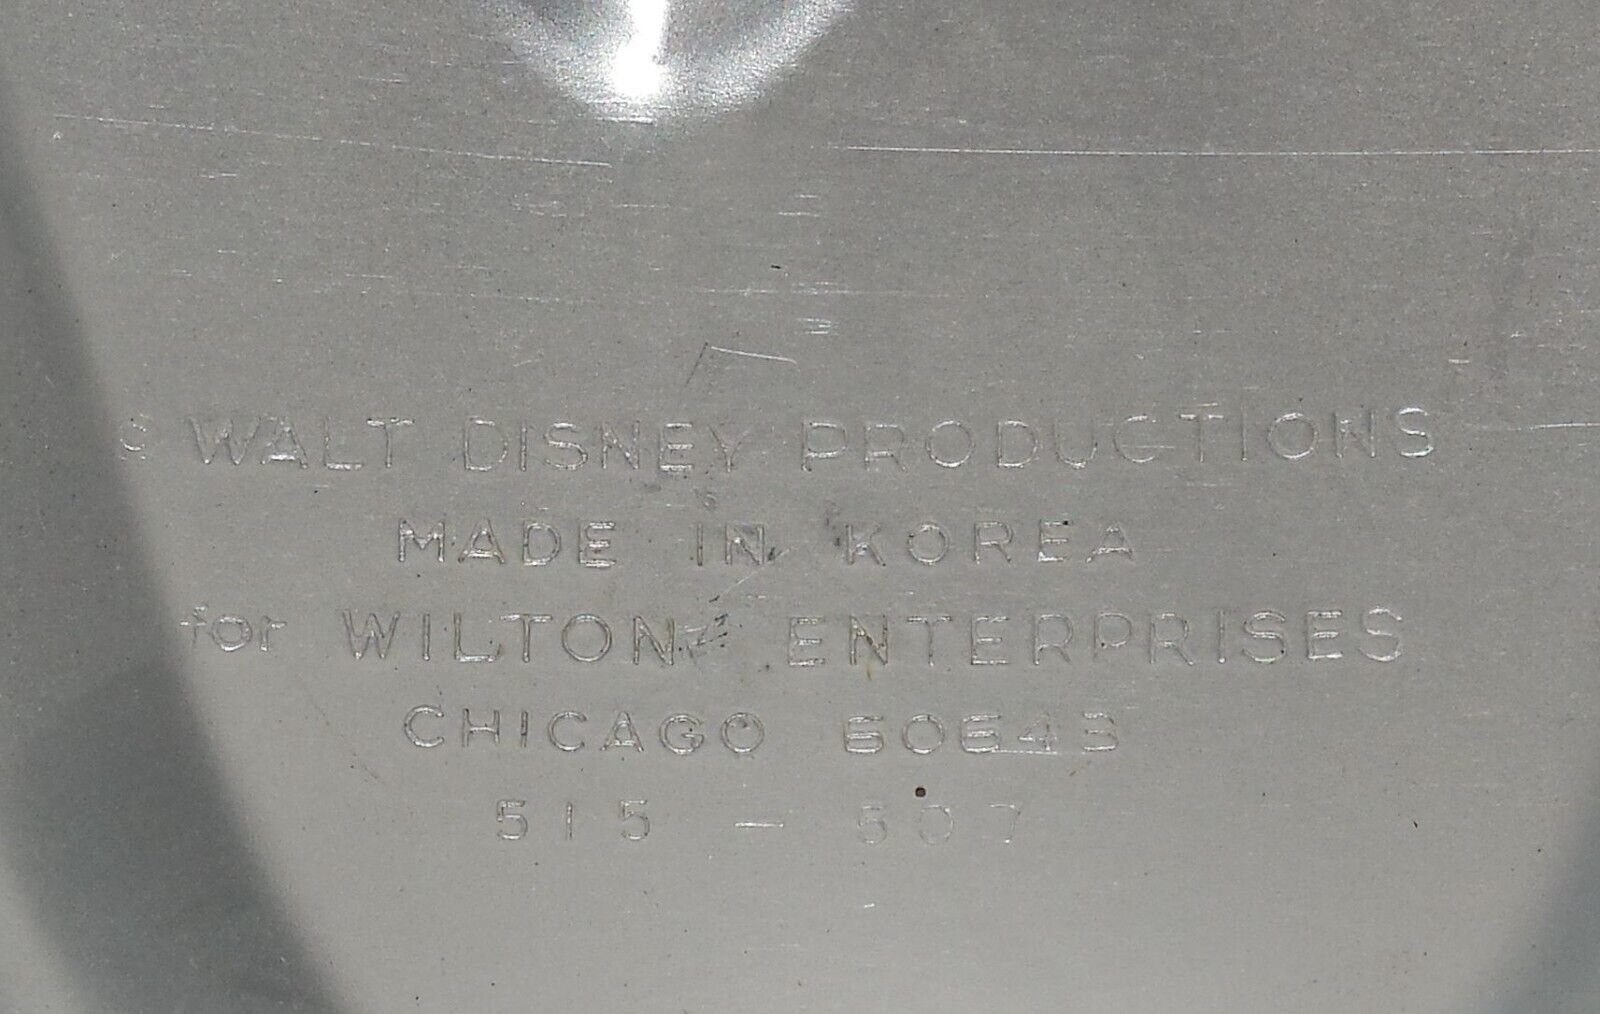 © WALT DISNEY PRODUCTIONS
MADE IN KOREA
for WILTON ENTERPRISES
CHICAGO 60643
515 - 507